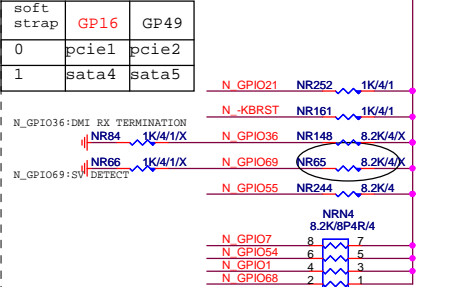 soft
strap GP16 GP49
0 pcie1 pcie2
1 sata4 sata5
N_GPIO21 NR252 1K/4/1
N_-KBRST NR161 1K/4/1
N_GPIO36:DMI RX TERMINATION
NR84 1K/4/1/X N_GPIO36 NR148 8.2K/4/X
NR66 1K/4/1/X N_GPIO69 NR65 8.2K/4/X
N_GPIO69:SV DETECT
N_GPIO55 NR244 8.2K/4
NRN4
8.2K/8P4R/4
N_GPIO7 8 7
N_GPIO54 6 5
N_GPIO1 4 3
N_GPIO68 2 1